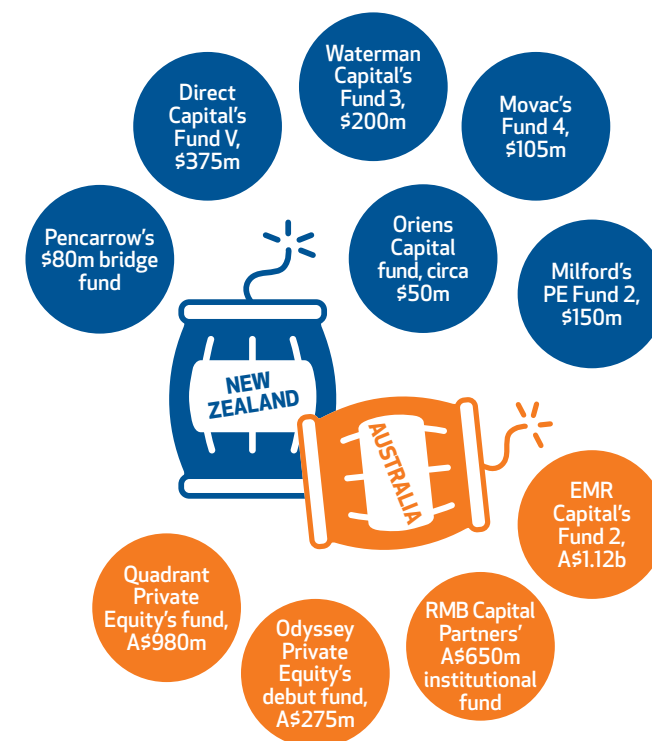 Waterman
Capital's
Fund 3,
$200m
Direct
Capital's
Fund V,
$375m
Movac's
Fund 4,
$105m
Pencarrow's
$80m bridge
fund
Oriens
Capital
fund, circa
$50m
Milford's
PE Fund 2,
$150m
NEW
ZEALAND
AUSTRALIA
EMR
Capital's
Fund 2,
A$1.12b
Quadrant
Private
Equity's fund,
A$980m
Odyssey
Private
Equity's
debut fund,
A$275m
RMB Capital
Partners'
A$650m
institutional
fund